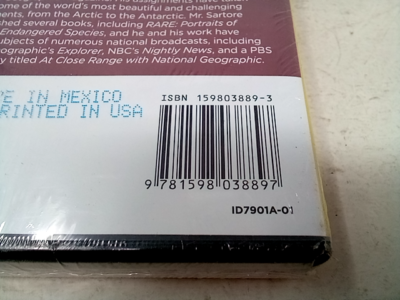 some of the world's most beautiful and challenging
ments, from the Arctic to the Antarctic. Mr. Sartore
shed several books, including RARE: Portraits of
Endangered Species, and he and his work have
ubjects of numerous national broadcasts, including
ographic's Explorer, NBC's Nightly News, and a PBS
y titled At Close Range with National Geographic.
PE IN MEXICO
PRINTED IN USA
ISBN 159803889-3
9 781598 038897
ID7901A-01